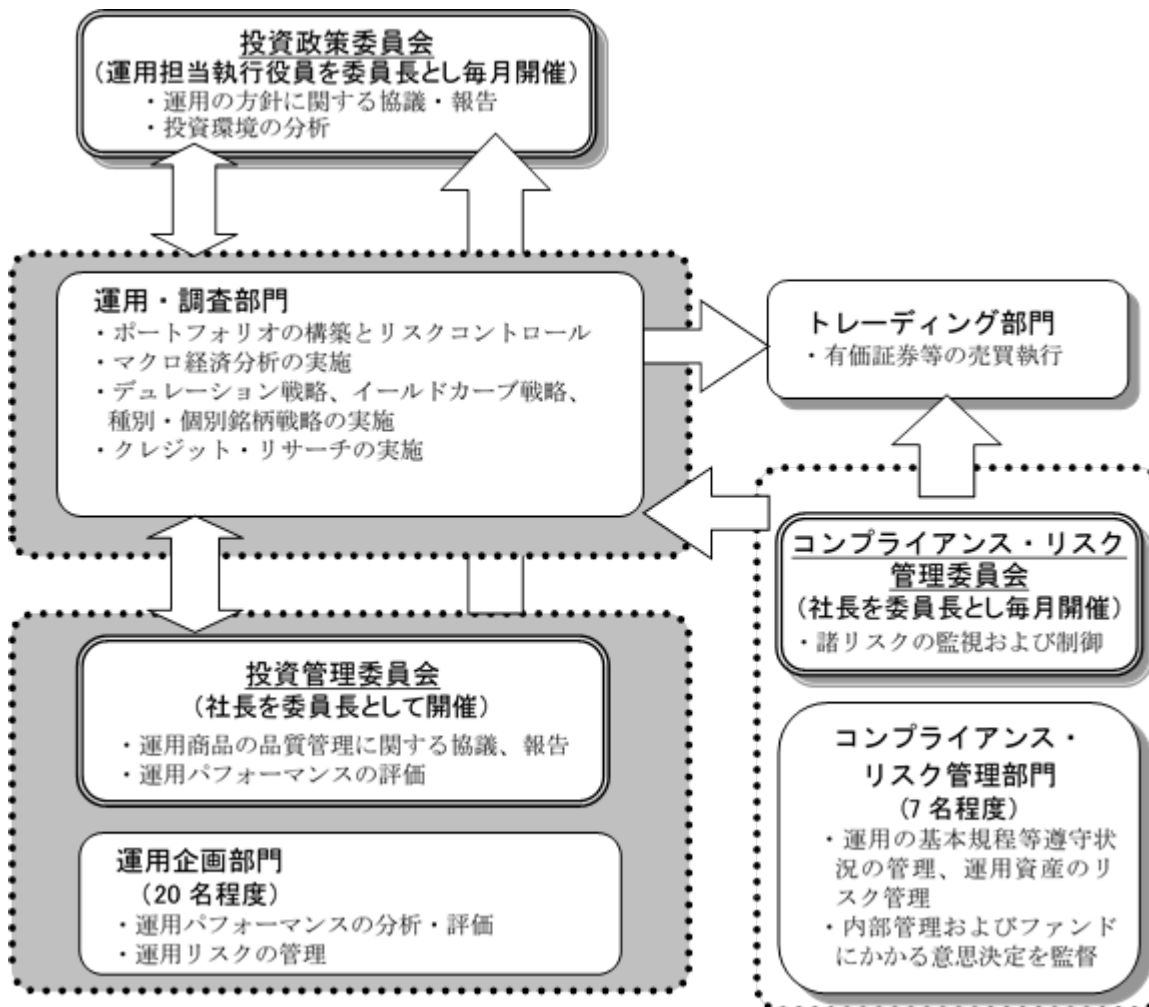 投資政策委員会
(運用担当執行役員を委員長とし毎月開催)
・運用の方針に関する協議・報告
・投資環境の分析
運用・調査部門
・ポートフォリオの構築とリスクコントロール
・マクロ経済分析の実施
・デュレーション戦略、イールドカーブ戦略、
種別・個別銘柄戦略の実施
・クレジット・リサーチの実施
トレーディング部門
・有価証券等の売買執行
コンプライアンス・リスク
管理委員会
(社長を委員長とし毎月開催)
・諸リスクの監視および制御
投資管理委員会
(社長を委員長として開催)
・運用商品の品質管理に関する協議、報告
・運用パフォーマンスの評価
運用企画部門
(20 名程度)
・運用パフォーマンスの分析・評価
・運用リスクの管理
コンプライアンス・
リスク管理部門
(7 名程度)
・運用の基本規程等遵守状
況の管理、運用資産のリ
スク管理
・内部管理およびファンド
にかかる意思決定を監督